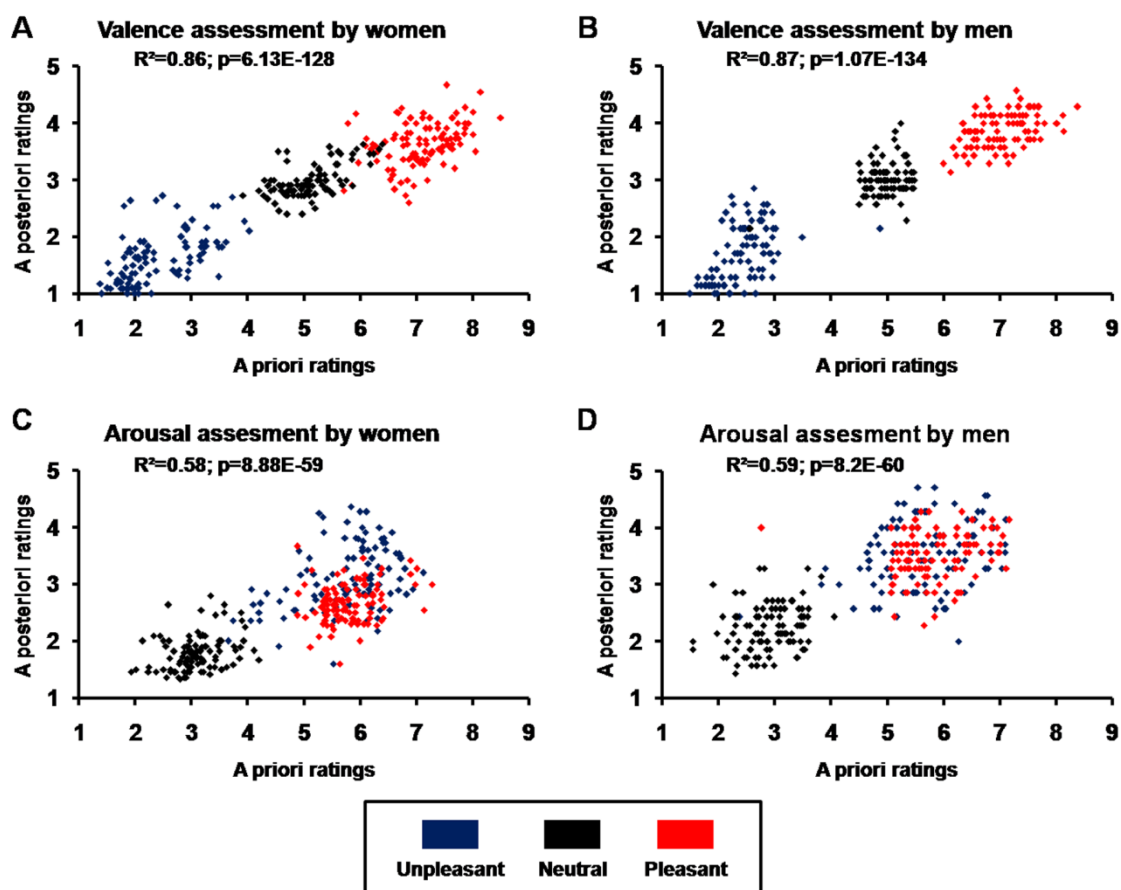 A
Valence assessment by women
R²=0.86; p=6.13E-128
A posteriorI ratings
5
4
3
2
1
1 2 3 4 5 6 7 8 9
A priori ratings
B
Valence assessment by men
R²=0.87; p=1.07E-134
A posteriori ratings
5
4
3
2
1
1 2 3 4 5 6 7 8 9
A priori ratings
C
Arousal assesment by women
R²=0.58; p=8.88E-59
A posteriori ratings
5
4
3
2
1
1 2 3 4 5 6 7 8 9
A priori ratings
D
Arousal assesment by men
R²=0.59; p=8.2E-60
A posteriori ratings
5
4
3
2
1
1 2 3 4 5 6 7 8 9
A priori ratings
Unpleasant Neutral Pleasant